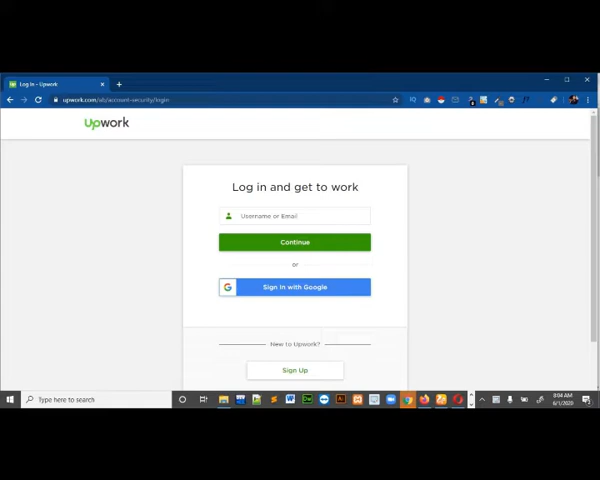 Log In - Upwork
upwork.com/ab/account-security/login
Upwork
Log in and get to work
Username or Email
Continue
or
Sign In with Google
New to Upwork?
Sign Up
Type here to search
8:04 AM
6/1/2020